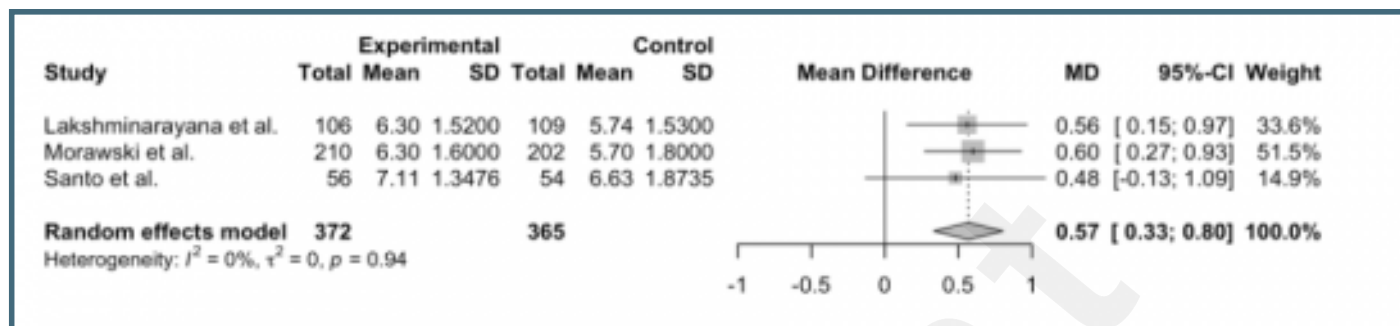 Experimental Control
Study Total Mean SD Total Mean SD Mean Difference MD 95%-CI Weight
Lakshminarayana et al. 106 6.30 1.5200 109 5.74 1.5300 0.56 [ 0.15; 0.97] 33.6%
Morawski et al. 210 6.30 1.6000 202 5.70 1.8000 0.60 [ 0.27; 0.93] 51.5%
Santo et al. 56 7.11 1.3476 54 6.63 1.8735 0.48 [-0.13; 1.09] 14.9%
Random effects model 372 365 0.57 [ 0.33; 0.80] 100.0%
Heterogeneity: I² = 0%, τ² = 0, p = 0.94
-1 -0.5 0 0.5 1